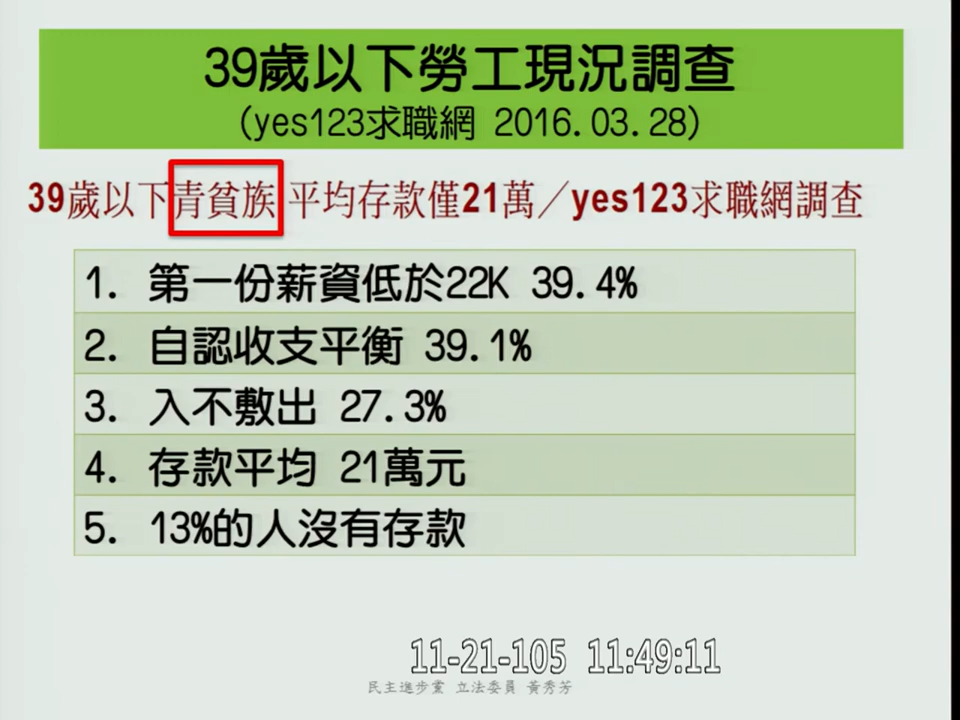 39歲以下勞工現況調查
(yes123求職網 2016.03.28)
39歲以下青貧族 平均存款僅21萬／yes123求職網調查
1. 第一份薪資低於22K 39.4%
2. 自認收支平衡 39.1%
3. 入不敷出 27.3%
4. 存款平均 21萬元
5. 13%的人沒有存款
11-21-105 11:49:11
民主進步黨 立法委員 黃秀芳